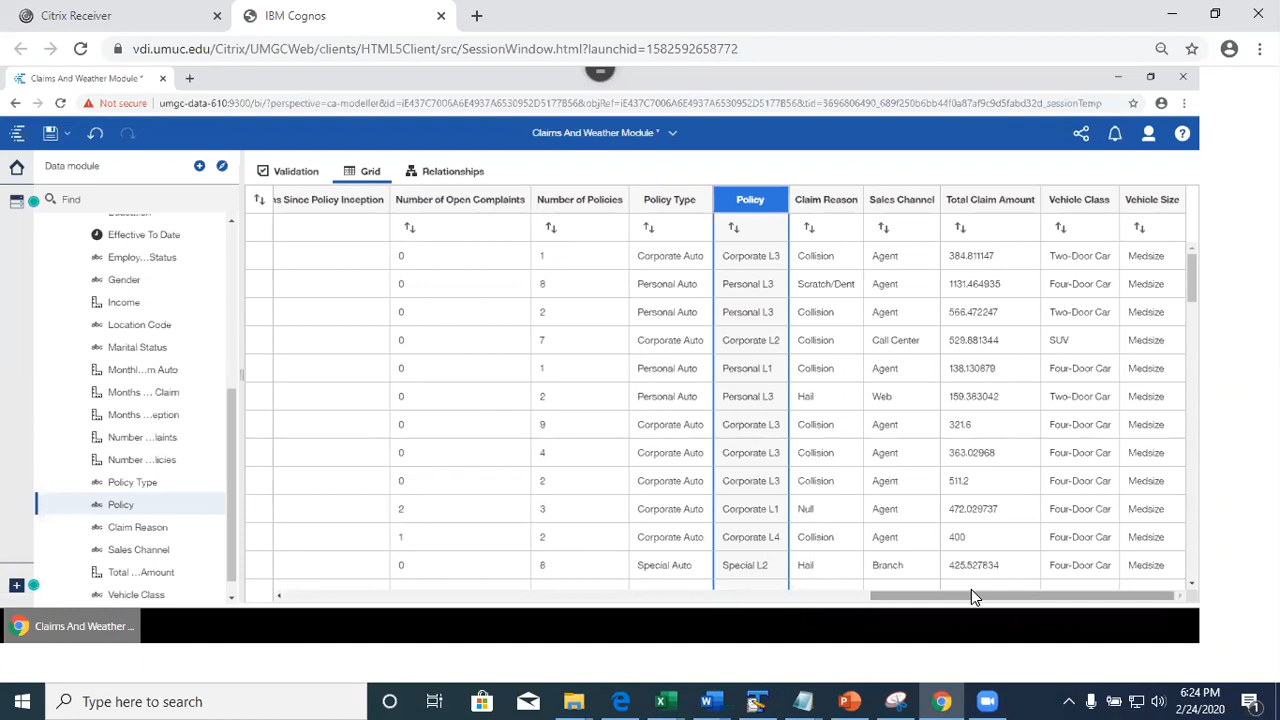 Citrix Receiver
IBM Cognos
vdi.umuc.edu/Citrix/UMGCWeb/clients/HTML5Client/src/SessionWindow.html?launchid=1582592658772
Claims And Weather Module *
Not secure umgc-data-610:9300/bi/?perspective=ca-modeller&id=iE437C7006A6E4937A6530952D5177B56&objRef=iE437C7006A6E4937A6530952D5177B56&tid=3696806490_689f250b6bb44f0a87af9c9d5fabd32d_sessionTemp
Claims And Weather Module *
Data module
Validation Grid Relationships
Find
Effective To Date
Employ...Status
Gender
Income
Location Code
Marital Status
Monthl...m Auto
Months ... Claim
Months ...eption
Number ...laints
Number ...licies
Policy Type
Policy
Claim Reason
Sales Channel
Total ...Amount
Vehicle Class
s Since Policy Inception Number of Open Complaints Number of Policies Policy Type Policy Claim Reason Sales Channel Total Claim Amount Vehicle Class Vehicle Size
0 1 Corporate Auto Corporate L3 Collision Agent 384.811147 Two-Door Car Medsize
0 8 Personal Auto Personal L3 Scratch/Dent Agent 1131.464935 Four-Door Car Medsize
0 2 Personal Auto Personal L3 Collision Agent 566.472247 Two-Door Car Medsize
0 7 Corporate Auto Corporate L2 Collision Call Center 529.881344 SUV Medsize
0 1 Personal Auto Personal L1 Collision Agent 138.130879 Four-Door Car Medsize
0 2 Personal Auto Personal L3 Hail Web 159.383042 Two-Door Car Medsize
0 9 Corporate Auto Corporate L3 Collision Agent 321.6 Four-Door Car Medsize
0 4 Corporate Auto Corporate L3 Collision Agent 363.02968 Four-Door Car Medsize
0 2 Corporate Auto Corporate L3 Collision Agent 511.2 Four-Door Car Medsize
2 3 Corporate Auto Corporate L1 Null Agent 472.029737 Four-Door Car Medsize
1 2 Corporate Auto Corporate L4 Collision Agent 400 Four-Door Car Medsize
0 8 Special Auto Special L2 Hail Branch 425.527834 Four-Door Car Medsize
Claims And Weather ...
Type here to search
6:24 PM
2/24/2020